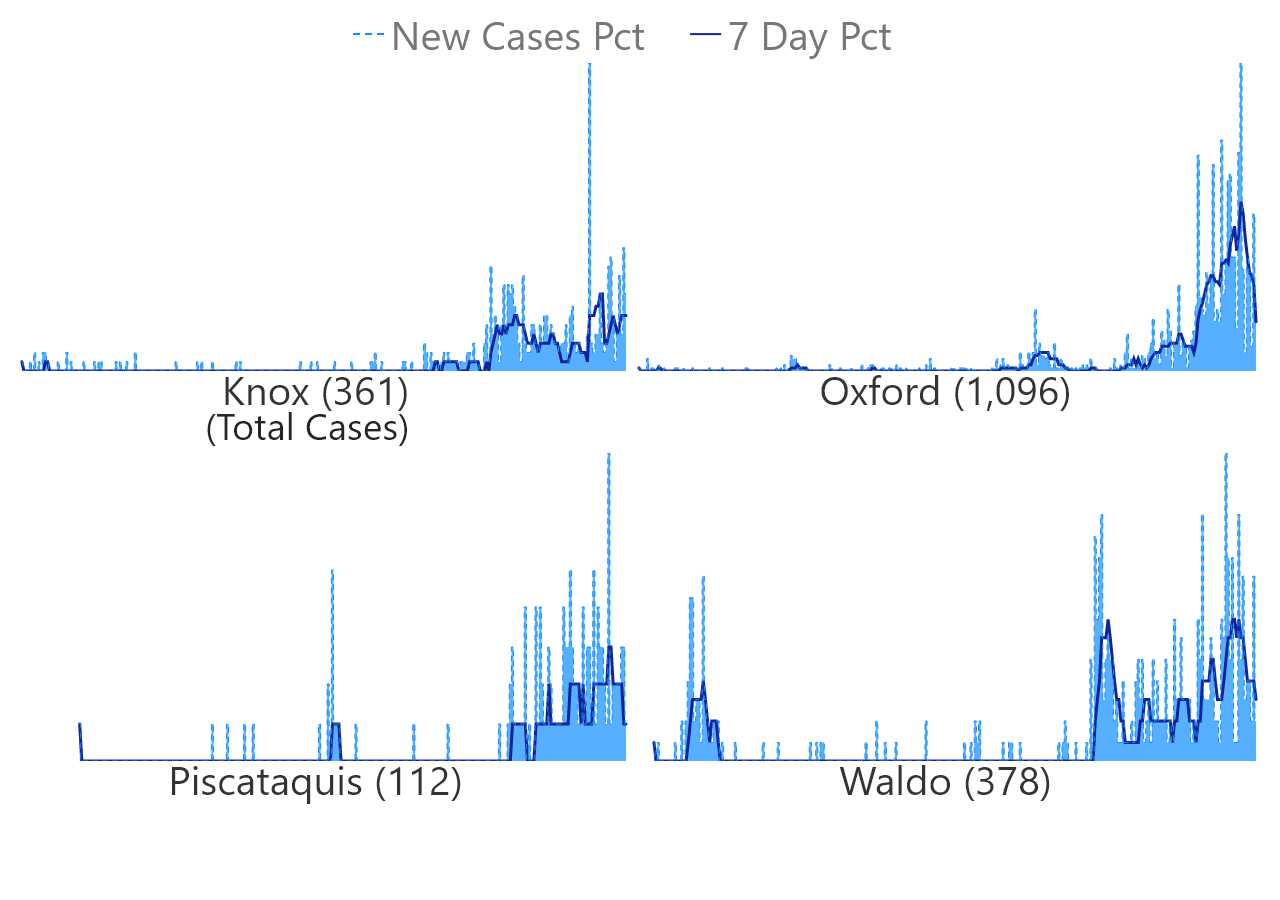 New Cases Pct 7 Day Pct
Knox (361)
(Total Cases)
Oxford (1,096)
Piscataquis (112)
Waldo (378)